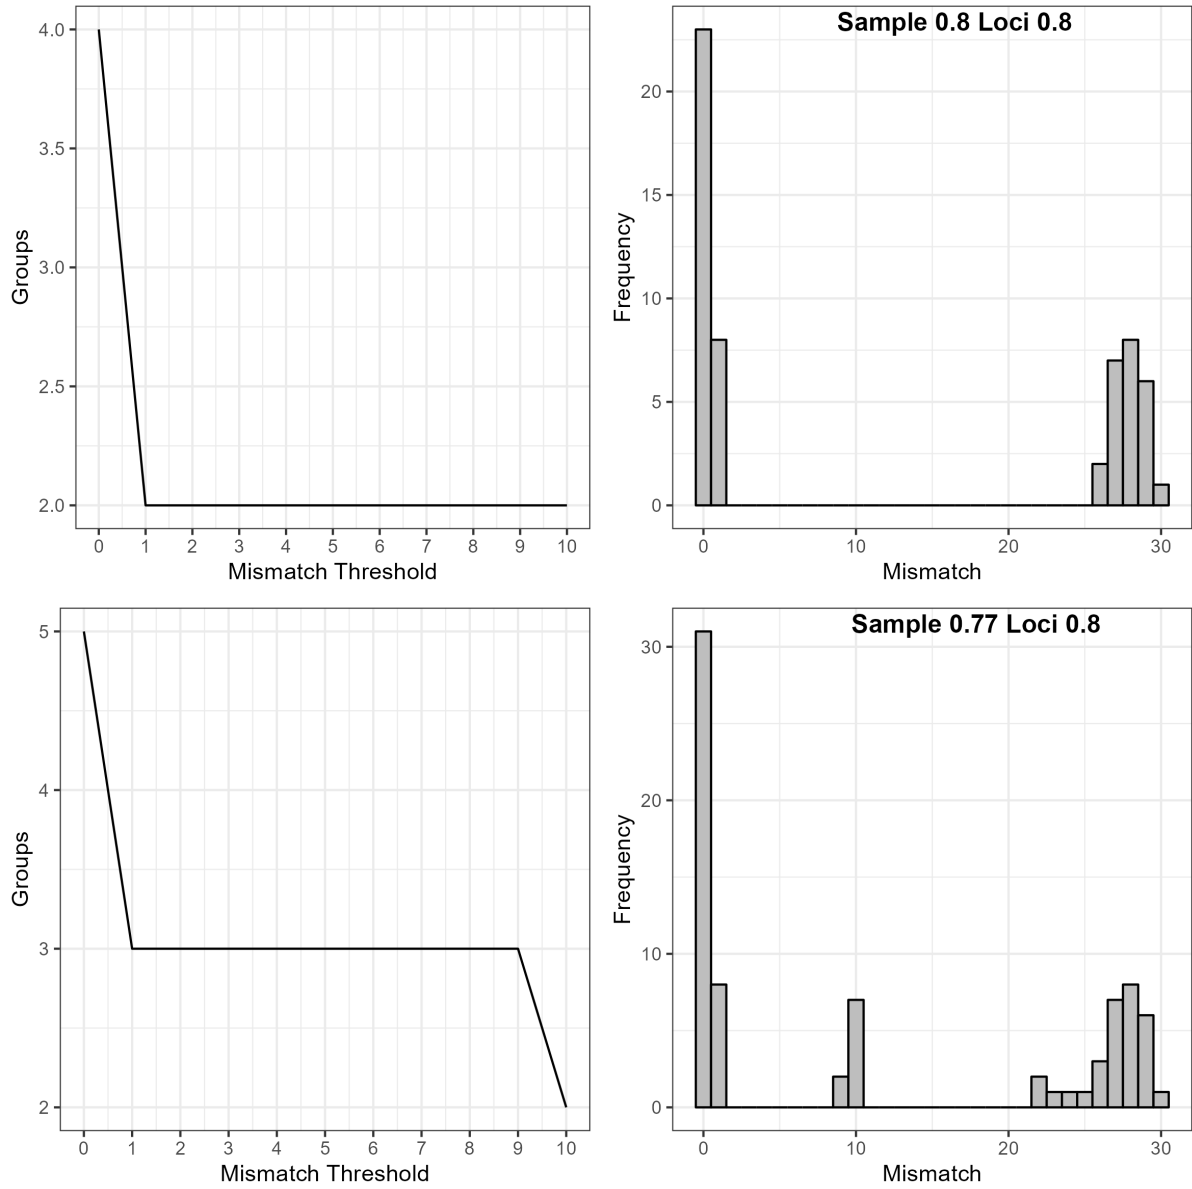 Groups
4.0
3.5
3.0
2.5
2.0
0 1 2 3 4 5 6 7 8 9 10
Mismatch Threshold
Sample 0.8 Loci 0.8
Frequency
20
15
10
5
0
0 10 20 30
Mismatch
Groups
5
4
3
2
0 1 2 3 4 5 6 7 8 9 10
Mismatch Threshold
Sample 0.77 Loci 0.8
Frequency
30
20
10
0
0 10 20 30
Mismatch